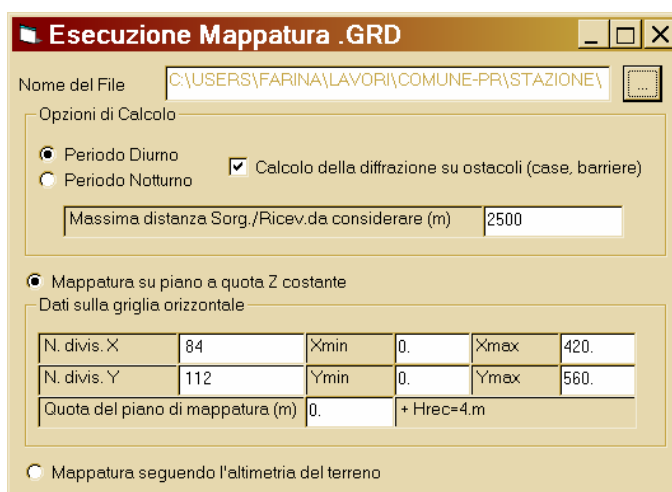 Esecuzione Mappatura .GRD
Nome del File C:\USERS\FARINA\LAVORI\COMUNE-PR\STAZIONE\ ...
Opzioni di Calcolo
Periodo Diurno
Calcolo della diffrazione su ostacoli (case, barriere)
Periodo Notturno
Massima distanza Sorg./Ricev.da considerare (m) 2500
Mappatura su piano a quota Z costante
Dati sulla griglia orizzontale
N. divis. X 84 Xmin 0. Xmax 420.
N. divis. Y 112 Ymin 0. Ymax 560.
Quota del piano di mappatura (m) 0. + Hrec=4.m
Mappatura seguendo l'altimetria del terreno